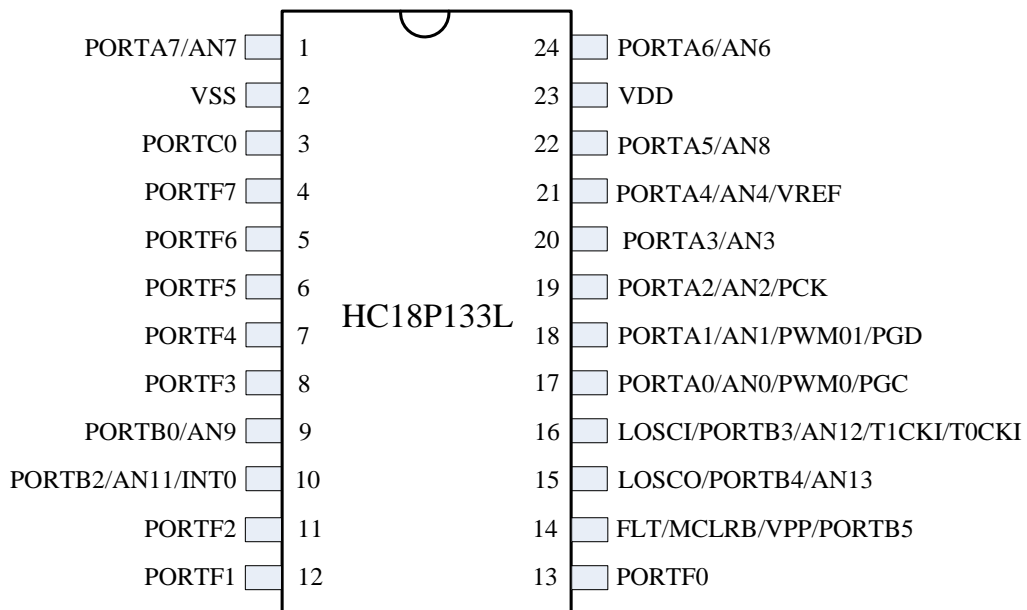 PORTA7/AN7 1 24 PORTA6/AN6
VSS 2 23 VDD
PORTC0 3 22 PORTA5/AN8
PORTF7 4 21 PORTA4/AN4/VREF
PORTF6 5 20 PORTA3/AN3
PORTF5 6 19 PORTA2/AN2/PCK
HC18P133L
PORTF4 7 18 PORTA1/AN1/PWM01/PGD
PORTF3 8 17 PORTA0/AN0/PWM0/PGC
PORTB0/AN9 9 16 LOSCI/PORTB3/AN12/T1CKI/T0CKI
PORTB2/AN11/INT0 10 15 LOSCO/PORTB4/AN13
PORTF2 11 14 FLT/MCLRB/VPP/PORTB5
PORTF1 12 13 PORTF0